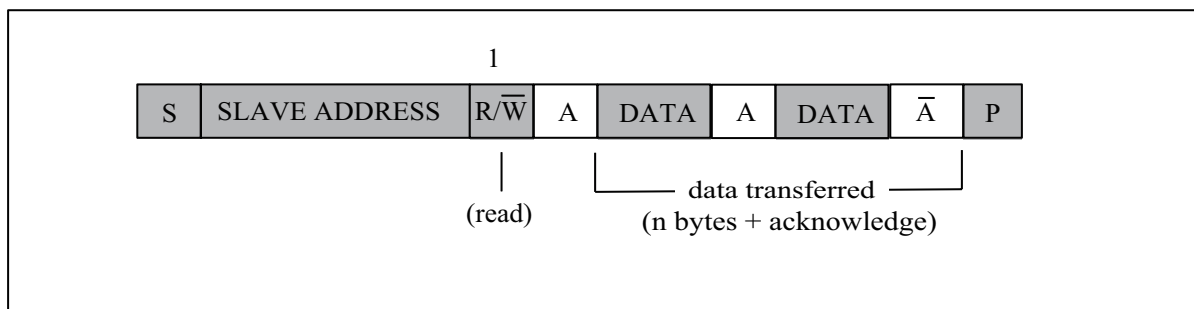 1
S SLAVE ADDRESS R/W̅ A DATA A DATA A̅ P
data transferred
(read) (n bytes + acknowledge)